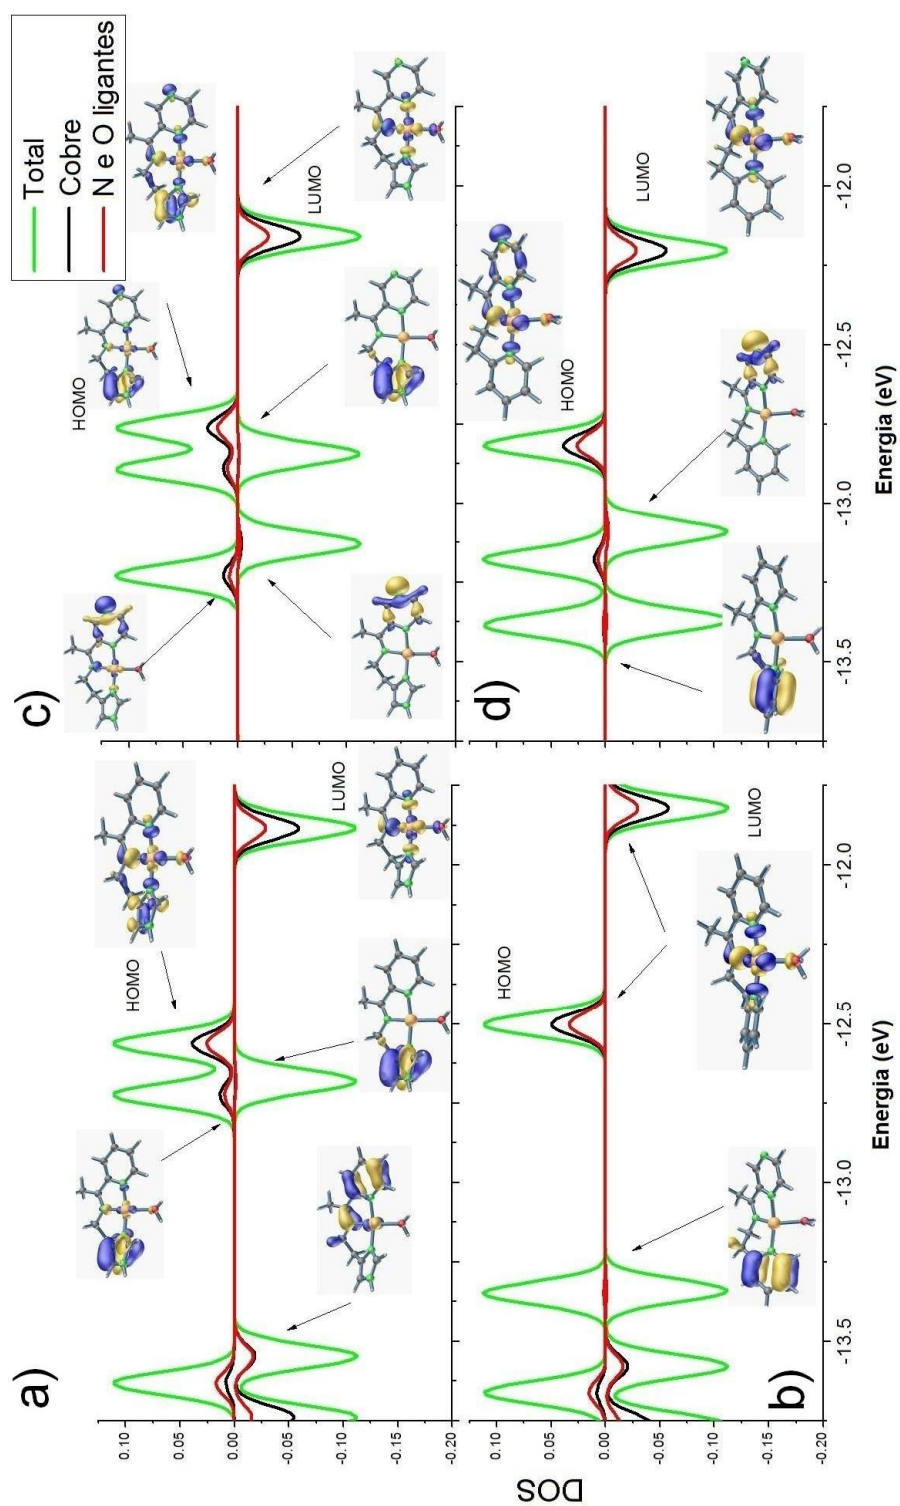 Total
Cobre
N e O ligantes
a)
HOMO
LUMO
0.10
0.05
0.00
0.05
0.10
0.15
-0.20
c)
HOMO
LUMO
b)
HOMO
LUMO
0.10
0.05
0.00
0.05
0.10
0.15
-0.20
DOS
-13.5 -13.0 -12.5 -12.0
Energia (eV)
d)
HOMO
LUMO
-13.5 -13.0 -12.5 -12.0
Energia (eV)